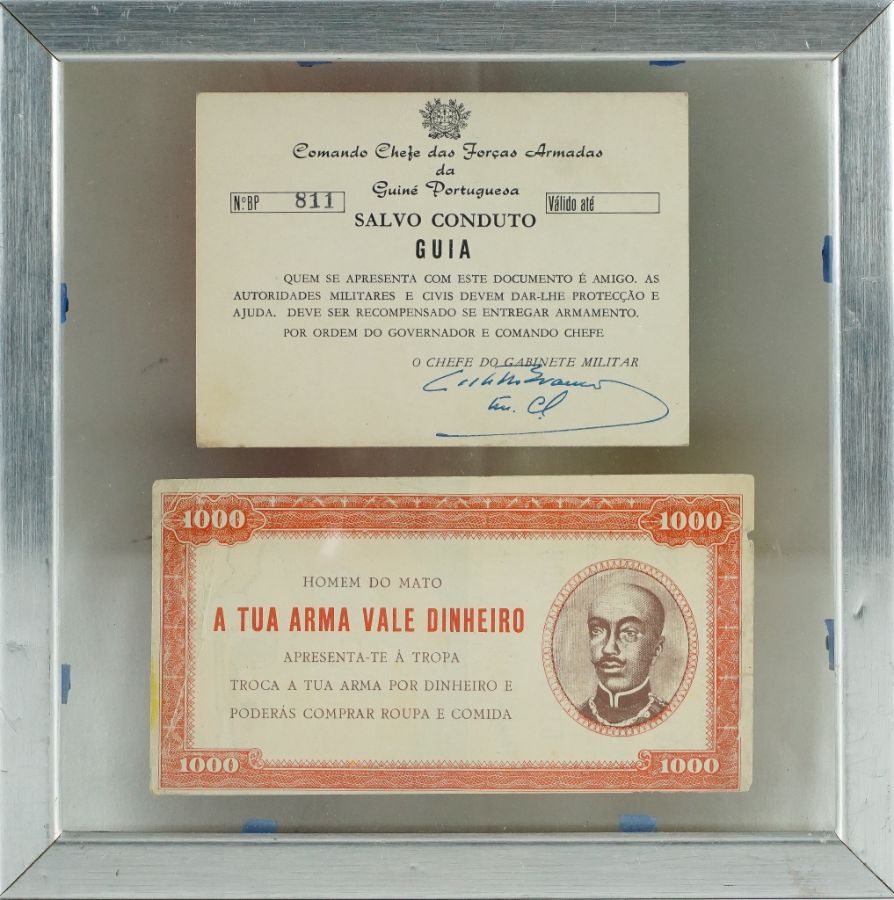 Comando Chefe das Forças Armadas
da
Guiné Portuguesa
NºBP 811
Válido até
SALVO CONDUTO
GUIA
QUEM SE APRESENTA COM ESTE DOCUMENTO É AMIGO. AS
AUTORIDADES MILITARES E CIVIS DEVEM DAR-LHE PROTECÇÃO E
AJUDA. DEVE SER RECOMPENSADO SE ENTREGAR ARMAMENTO.
POR ORDEM DO GOVERNADOR E COMANDO CHEFE
O CHEFE DO GABINETE MILITAR
1000 1000
HOMEM DO MATO
A TUA ARMA VALE DINHEIRO
APRESENTA-TE À TROPA
TROCA A TUA ARMA POR DINHEIRO E
PODERÁS COMPRAR ROUPA E COMIDA
1000 1000